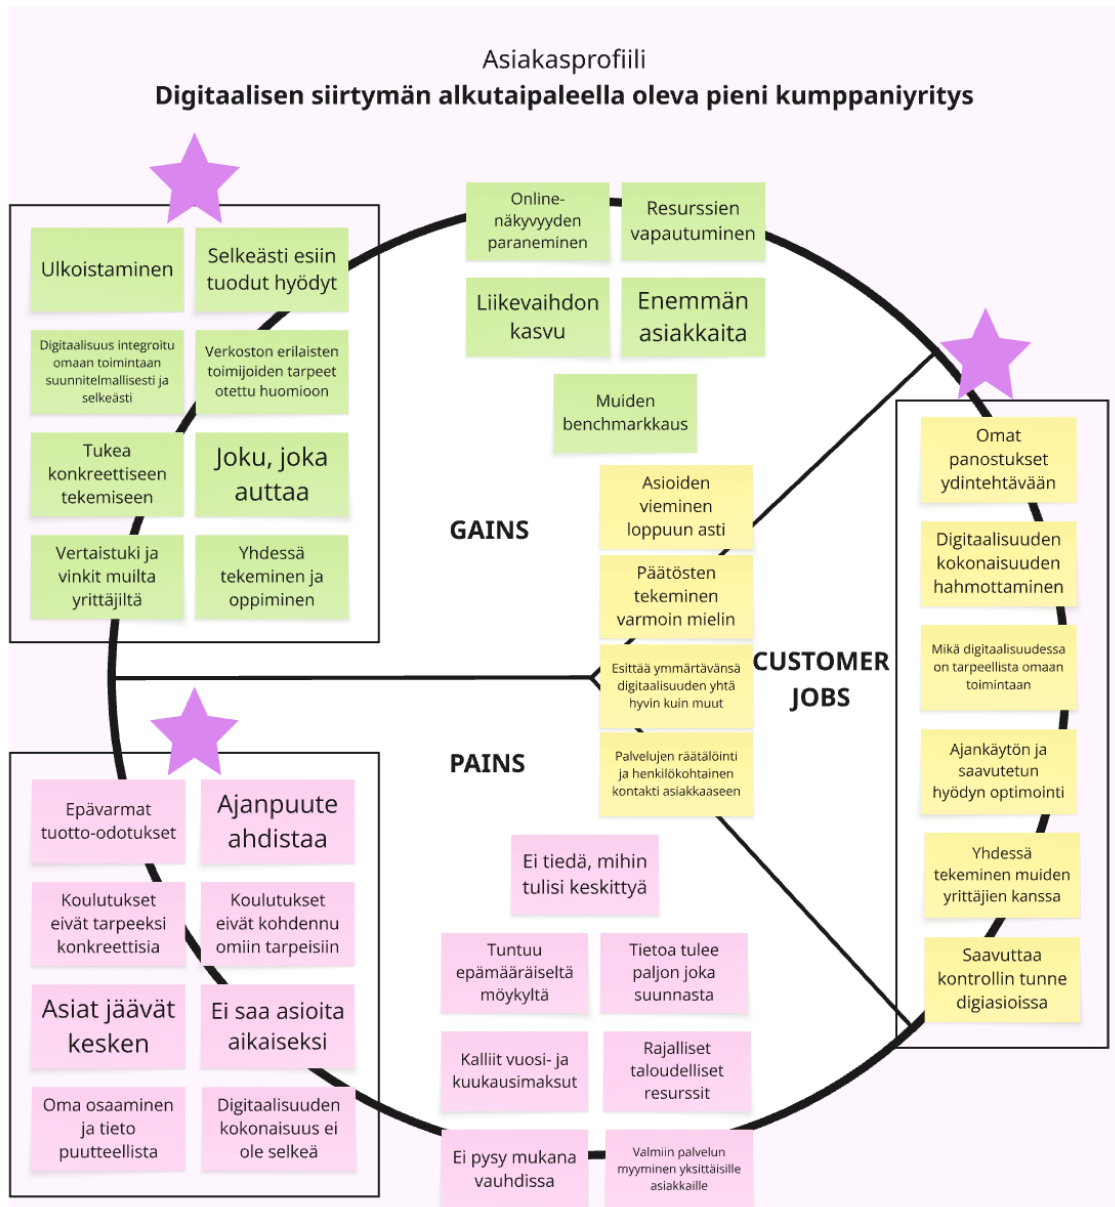 Asiakasprofiili
Digitaalisen siirtymän alkutaipaleella oleva pieni kumppaniyritys
Ulkoistaminen
Selkeästi esiin
tuodut hyödyt
Digitaalisuus integroitu
omaan toimintaan
suunnitelmallisesti ja
selkeästi
Verkoston erilaisten
toimijoiden tarpeet
otettu huomioon
Tukea
konkreettiseen
tekemiseen
Joku, joka
auttaa
Vertaistuki ja
vinkit muilta
yrittäjiltä
Yhdessä
tekeminen ja
oppiminen
Online-
näkyvyyden
paraneminen
Resurssien
vapautuminen
Liikevaihdon
kasvu
Enemmän
asiakkaita
Muiden
benchmarkkaus
GAINS
Asioiden
vieminen
loppuun asti
Päätösten
tekeminen
varmoin mielin
Esittää ymmärtävänsä
digitaalisuuden yhtä
hyvin kuin muut
Palvelujen räätälöinti
ja henkilökohtainen
kontakti asiakkaaseen
CUSTOMER
JOBS
Omat
panostukset
ydintehtävään
Digitaalisuuden
kokonaisuuden
hahmottaminen
Mikä digitaalisuudessa
on tarpeellista omaan
toimintaan
Ajankäytön ja
saavutetun
hyödyn optimointi
Yhdessä
tekeminen muiden
yrittäjien kanssa
Saavuttaa
kontrollin tunne
digiasioissa
PAINS
Epävarmat
tuotto-odotukset
Ajanpuute
ahdistaa
Koulutukset
eivät tarpeeksi
konkreettisia
Koulutukset
eivät kohdennu
omiin tarpeisiin
Asiat jäävät
kesken
Ei saa asioita
aikaiseksi
Oma osaaminen
ja tieto
puutteellista
Digitaalisuuden
kokonaisuus ei
ole selkeä
Ei tiedä, mihin
tulisi keskittyä
Tuntuu
epämääräiseltä
möykyltä
Tietoa tulee
paljon joka
suunnasta
Kalliit vuosi- ja
kuukausimaksut
Rajalliset
taloudelliset
resurssit
Ei pysy mukana
vauhdissa
Valmiin palvelun
myyminen yksittäisille
asiakkaille